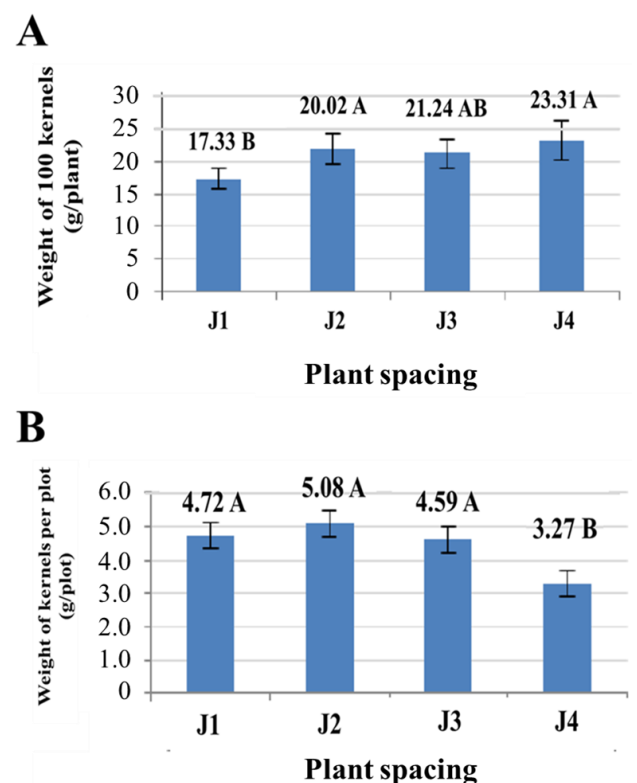 A
Weight of 100 kernels
(g/plant)
30
25
20
15
10
5
0
17.33 B
20.02 A
21.24 AB
23.31 A
J1
J2
J3
J4
Plant spacing
B
Weight of kernels per plot
(g/plot)
6.0
5.0
4.0
3.0
2.0
1.0
0
4.72 A
5.08 A
4.59 A
3.27 B
J1
J2
J3
J4
Plant spacing